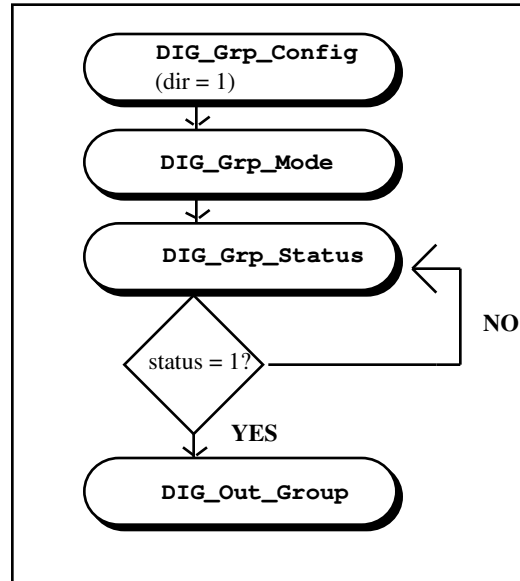 DIG_Grp_Config
(dir = 1)
DIG_Grp_Mode
DIG_Grp_Status
NO
status = 1?
YES
DIG_Out_Group